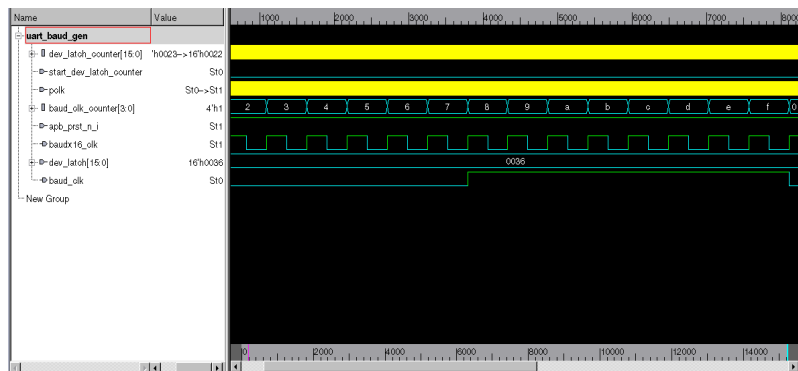 Name Value
uart_baud_gen
dev_latch_counter[15:0] 'h0023->16'h0022
start_dev_latch_counter St0
pclk St0->St1
baud_clk_counter[3:0] 4'h1
apb_prst_n_i St1
baudx16_clk St1
dev_latch[15:0] 16'h0036
baud_clk St0
New Group
1000 2000 3000 4000 5000 6000 7000 8000
2 3 4 5 6 7 8 9 a b c d e f 0
0036
0 2000 4000 6000 8000 10000 12000 14000